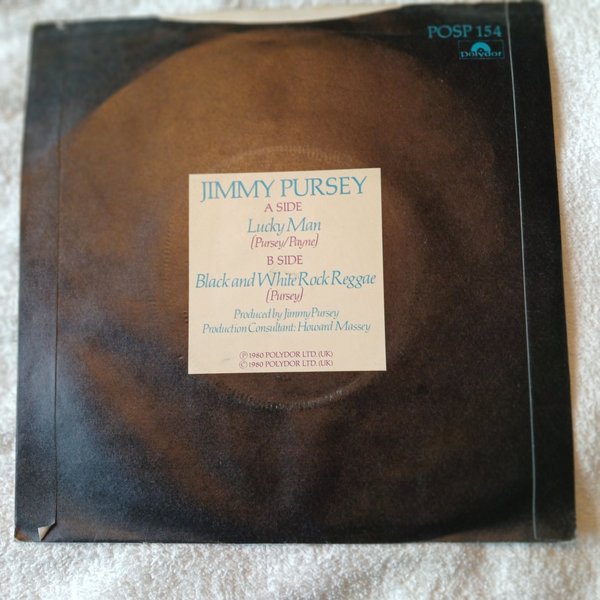 POSP 154
polydor
JIMMY PURSEY
A SIDE
Lucky Man
(Pursey/Payne)
B SIDE
Black and White Rock Reggae
(Pursey)
Produced by Jimmy Pursey
Production Consultant: Howard Massey
Ⓟ 1980 POLYDOR LTD. (UK)
© 1980 POLYDOR LTD. (UK)